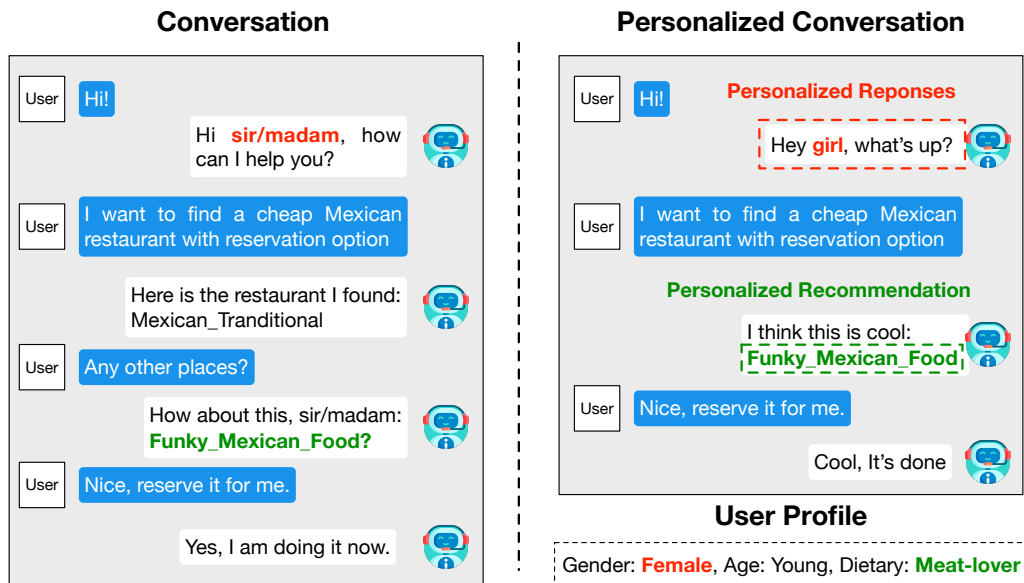 Conversation
User
Hi!
Hi sir/madam, how
can I help you?
User
I want to find a cheap Mexican
restaurant with reservation option
Here is the restaurant I found:
Mexican_Tranditional
User
Any other places?
How about this, sir/madam:
Funky_Mexican_Food?
User
Nice, reserve it for me.
Yes, I am doing it now.
Personalized Conversation
User
Hi!
Personalized Reponses
Hey girl, what's up?
User
I want to find a cheap Mexican
restaurant with reservation option
Personalized Recommendation
I think this is cool:
Funky_Mexican_Food
User
Nice, reserve it for me.
Cool, It's done
User Profile
Gender: Female, Age: Young, Dietary: Meat-lover